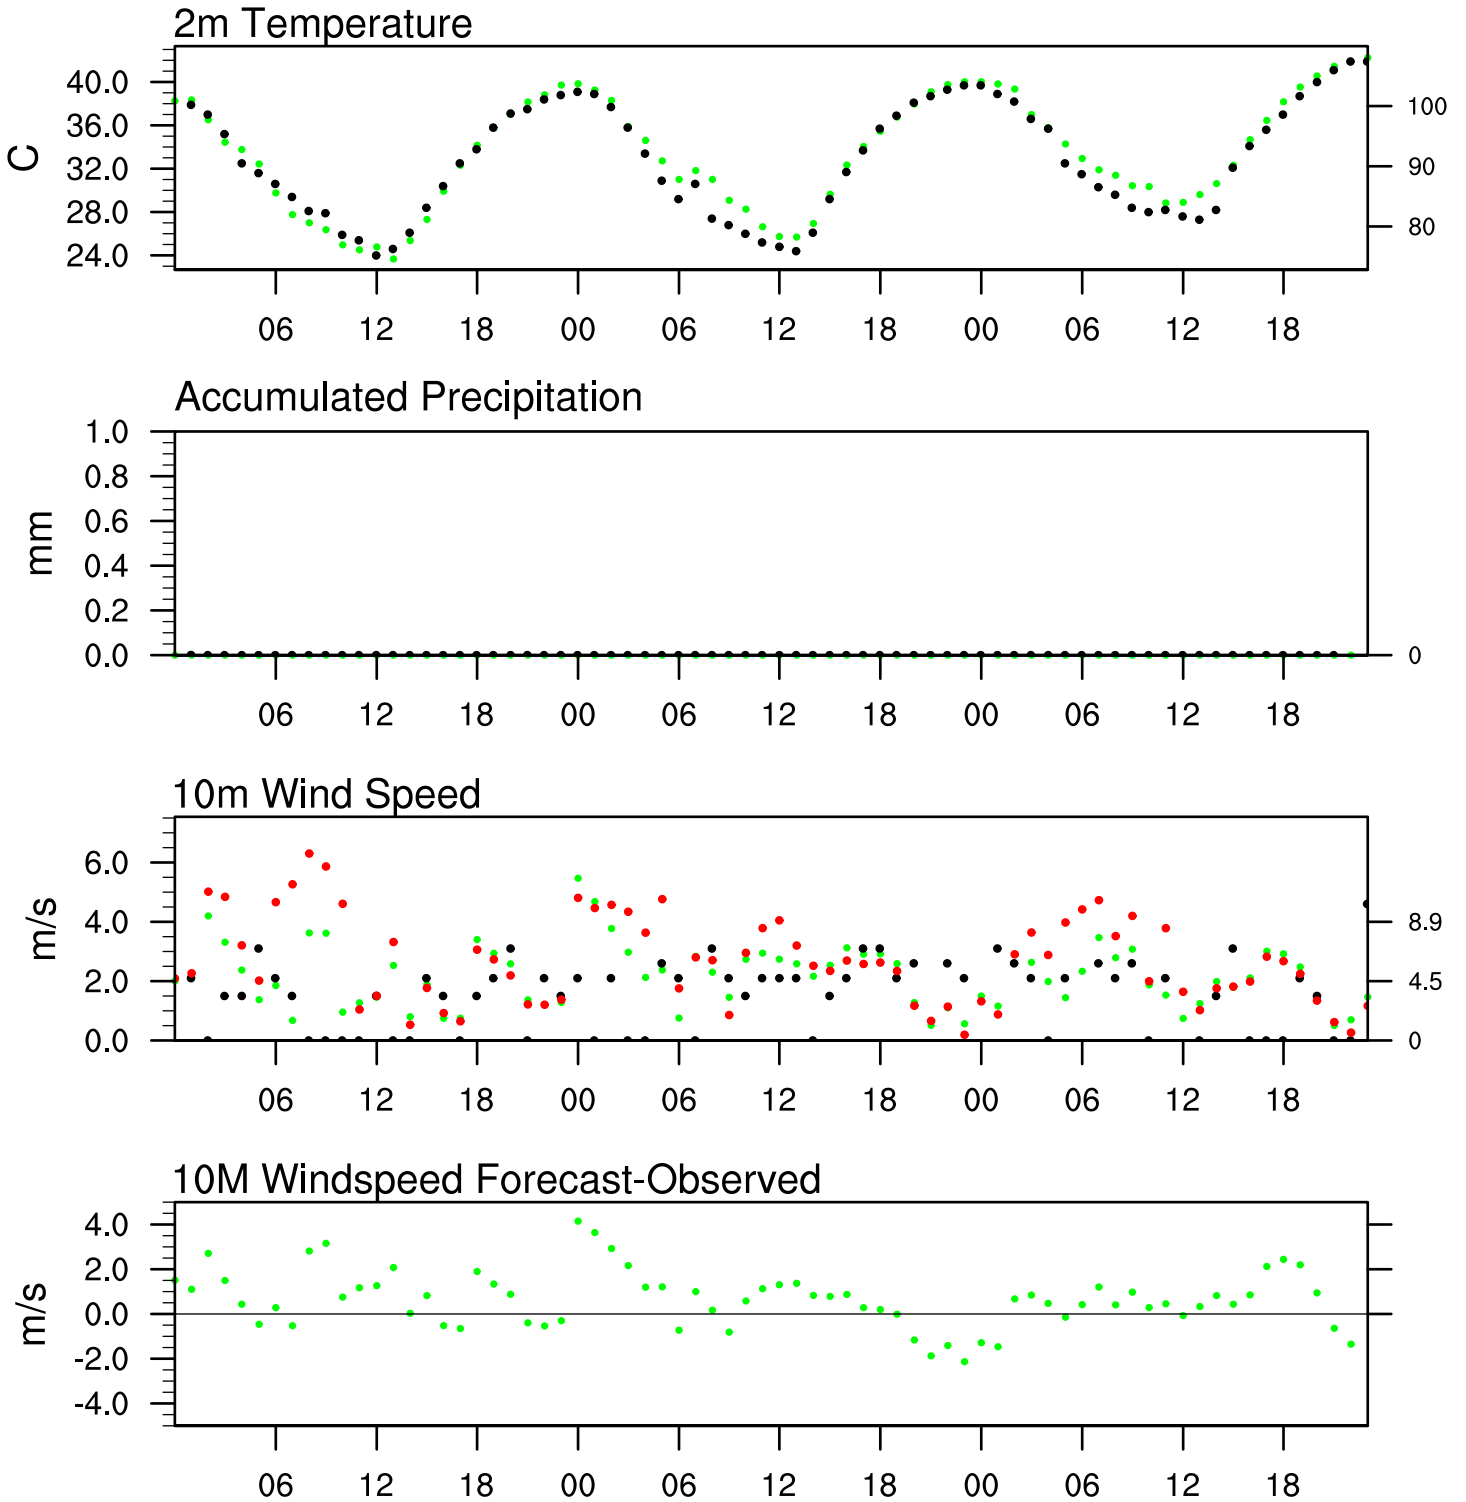 2m Temperature
40.0
36.0
32.0
28.0
24.0
C
100
90
80
06 12 18 00 06 12 18 00 06 12 18
Accumulated Precipitation
1.0
0.8
0.6
0.4
0.2
0.0
mm
0
06 12 18 00 06 12 18 00 06 12 18
10m Wind Speed
6.0
4.0
2.0
0.0
m/s
8.9
4.5
0
06 12 18 00 06 12 18 00 06 12 18
10M Windspeed Forecast-Observed
4.0
2.0
0.0
-2.0
-4.0
m/s
06 12 18 00 06 12 18 00 06 12 18